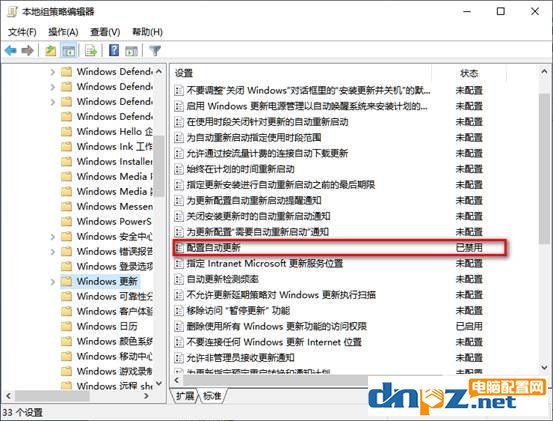 本地组策略编辑器
文件(F) 操作(A) 查看(V) 帮助(H)
Windows Defende
Windows Defende
Windows Defende
Windows Defende
Windows Hello 企
Windows Ink 工作
Windows Installer
Windows Media P
Windows Media 
Windows Messen
Windows PowerS
Windows 安全中心
Windows 错误报告
Windows 登录选项
Windows 更新
Windows 可靠性分
Windows 客户体验
Windows 日历
Windows 颜色系统
Windows 移动中心
Windows 游戏录制
Windows 远程 she
设置 状态
不要调整“关闭 Windows”对话框里的“安装更新并关机”的默... 未配置
启用 Windows 更新电源管理以自动唤醒系统来安装计划的... 未配置
在使用时段关闭针对更新的自动重新启动 未配置
为自动重新启动指定使用时段范围 未配置
允许通过按流量计费的连接自动下载更新 未配置
始终在计划的时间重新启动 未配置
指定更新安装进行自动重新启动之前的最后期限 未配置
为更新配置自动重新启动提醒通知 未配置
关闭安装更新时的自动重启通知 未配置
为更新配置“需要自动重新启动”通知 未配置
配置自动更新 已禁用
指定 Intranet Microsoft 更新服务位置 未配置
自动更新检测频率 未配置
不允许更新延期策略对 Windows 更新执行扫描 未配置
移除访问 “暂停更新” 功能 未配置
删除使用所有 Windows 更新功能的访问权限 已启用
不要连接任何 Windows 更新 Internet 位置 未配置
允许非管理员接收更新通知 未配置
为更新指定预定重启转换和通知计划 未配置
扩展 标准
33 个设置
电脑配置网
dnpz.net